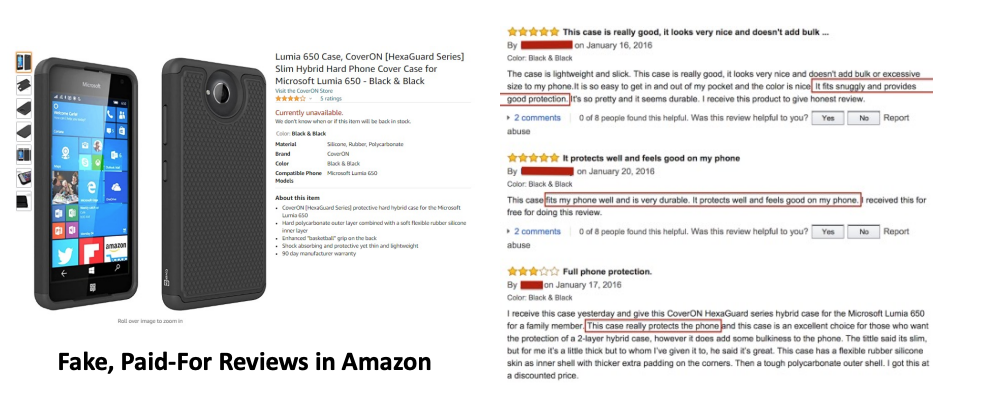 Lumia 650 Case, CoverON [HexaGuard Series]
Slim Hybrid Hard Phone Cover Case for
Microsoft Lumia 650 - Black & Black
Visit the CoverON Store
5 ratings
Currently unavailable.
We don't know when or if this item will be back in stock.
Color: Black & Black
Material Silicone, Rubber, Polycarbonate
Brand CoverON
Color Black & Black
Compatible Phone Microsoft Lumia 650
Models
About this item
• CoverON [HexaGuard Series] protective hard hybrid case for the Microsoft
Lumia 650
• Hard polycarbonate outer layer combined with a soft flexible rubber silicone
inner layer
• Enhanced "basketball" grip on the back
• Shock absorbing and protective yet thin and lightweight
• 90 day manufacturer warranty
Microsoft
amazon
Roll over image to zoom in
Fake, Paid-For Reviews in Amazon
This case is really good, it looks very nice and doesn't add bulk ...
By on January 16, 2016
Color: Black & Black
The case is lightweight and slick. This case is really good, it looks very nice and doesn't add bulk or excessive
size to my phone.It is so easy to get in and out of my pocket and the color is nice. It fits snuggly and provides
good protection. It's so pretty and it seems durable. I receive this product to give honest review.
2 comments 0 of 8 people found this helpful. Was this review helpful to you? Yes No Report
abuse
It protects well and feels good on my phone
By on January 20, 2016
Color: Black & Black
This case fits my phone well and is very durable. It protects well and feels good on my phone. I received this for
free for doing this review.
2 comments 0 of 8 people found this helpful. Was this review helpful to you? Yes No Report
abuse
Full phone protection.
By on January 17, 2016
Color: Black & Black
I receive this case yesterday and give this CoverON HexaGuard series hybrid case for the Microsoft Lumia 650
for a family member. This case really protects the phone and this case is an excellent choice for those who want
the protection of a 2-layer hybrid case, however it does add some bulkiness to the phone. The tittle said its slim,
but for me it's a little thick but to whom I've given it to, he said it's great. This case has a flexible rubber silicone
skin as inner shell with thicker extra padding on the corners. Then a tough polycarbonate outer shell. I got this at
a discounted price.